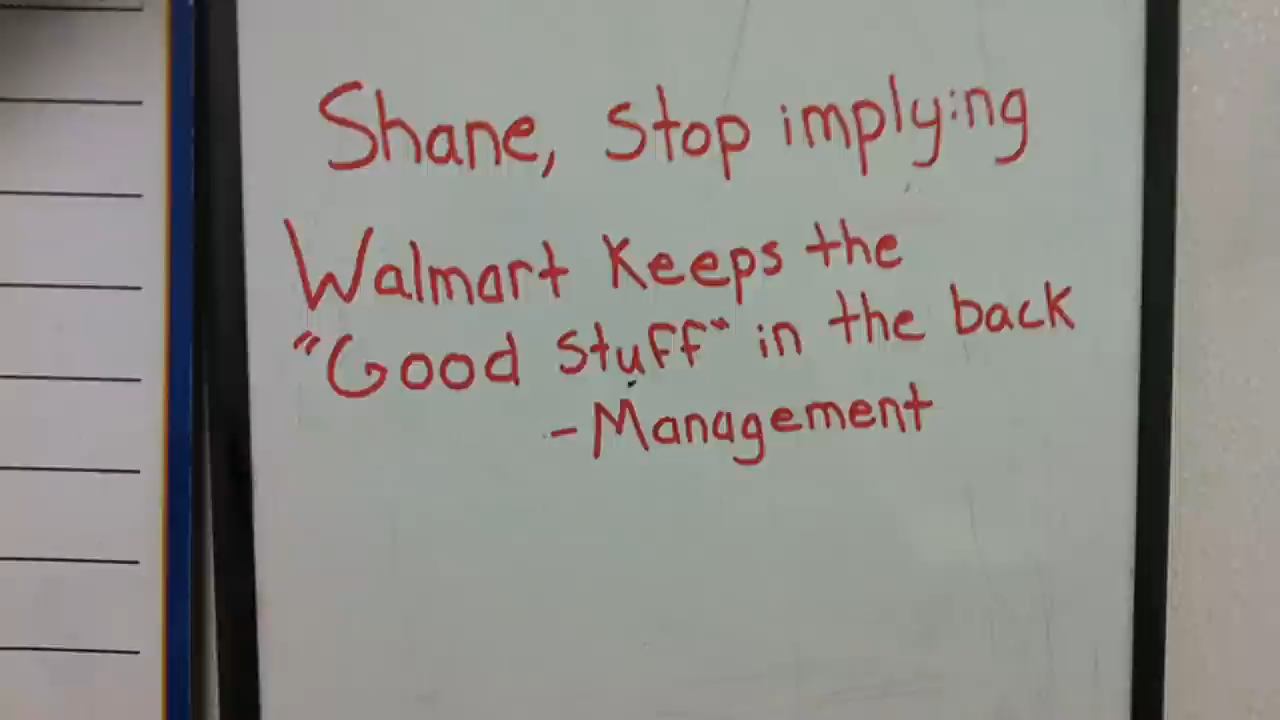 Shane, Stop implying
Walmart Keeps the
"Good Stuff" in the back
-Management